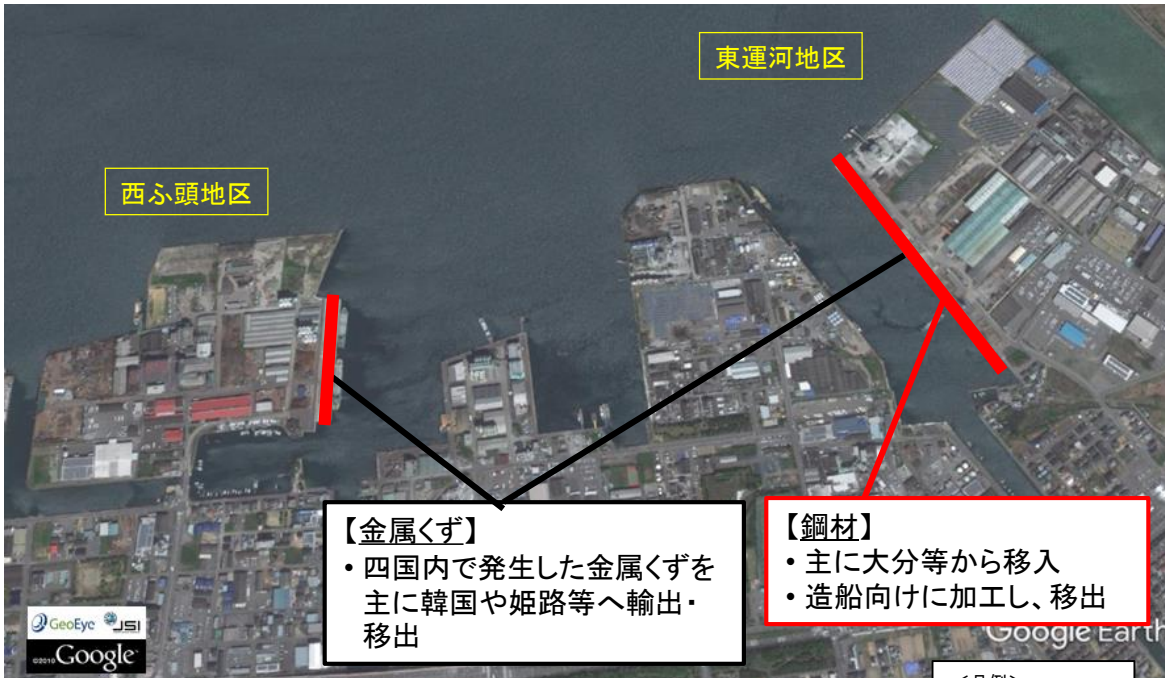 東運河地区
西ふ頭地区
【金属くず】
・四国内で発生した金属くずを
主に韓国や姫路等へ輸出・
移出
【鋼材】
・主に大分等から移入
・造船向けに加工し、移出
GeoEye JSI
©2010 Google
Google Earth
<凡例>